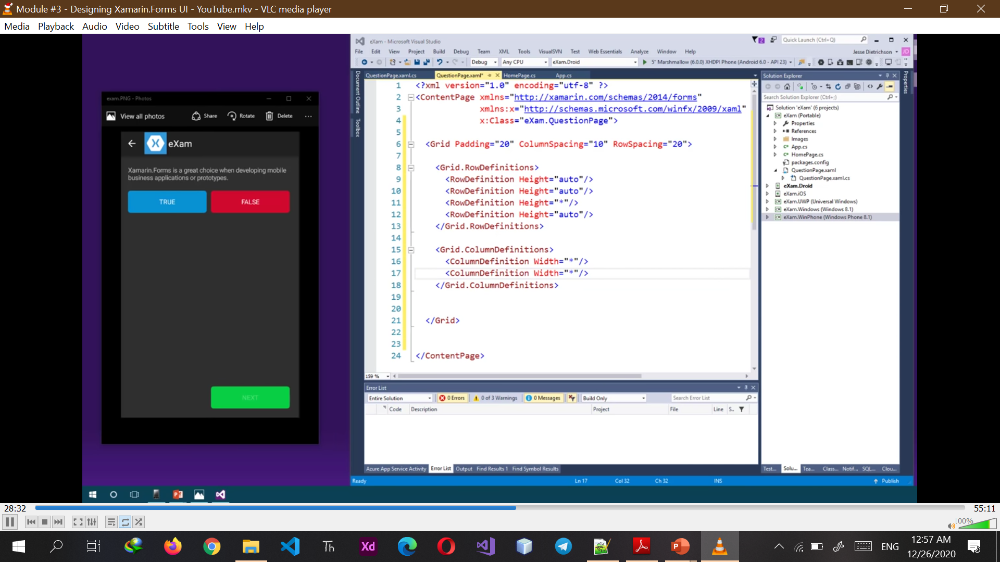 Module #3 - Designing Xamarin.Forms UI - YouTube.mkv - VLC media player
Media Playback Audio Video Subtitle Tools View Help
eXam - Microsoft Visual Studio
2
Quick Launch (Ctrl+Q)
File Edit View Project Build Debug Team XML Tools VisualSVN Test Web Essentials Analyze Window Help
Jesse Dietrichson JD
Debug Any CPU eXam.Droid 5" Marshmallow (6.0.0) XHDPI Phone (Android 6.0 - API 23)
Document Outline
Toolbox
QuestionPage.xaml.cs QuestionPage.xaml* HomePage.cs App.cs
1 <?xml version="1.0" encoding="utf-8" ?>
2 <ContentPage xmlns="http://xamarin.com/schemas/2014/forms"
3 xmlns:x="http://schemas.microsoft.com/winfx/2009/xaml"
4 x:Class="eXam.QuestionPage">
5
6 <Grid Padding="20" ColumnSpacing="10" RowSpacing="20">
7
8 <Grid.RowDefinitions>
9 <RowDefinition Height="auto"/>
10 <RowDefinition Height="auto"/>
11 <RowDefinition Height="*"/>
12 <RowDefinition Height="auto"/>
13 </Grid.RowDefinitions>
14
15 <Grid.ColumnDefinitions>
16 <ColumnDefinition Width="*"/>
17 <ColumnDefinition Width="*"/>
18 </Grid.ColumnDefinitions>
19
20
21 </Grid>
22
23
24 </ContentPage>
159 %
exam.PNG - Photos
View all photos Share Rotate Delete ...
eXam
Xamarin.Forms is a great choice when developing mobile
business applications or prototypes.
TRUE FALSE
NEXT
Solution Explorer
Search Solution Explorer (Ctrl+;)
Solution 'eXam' (6 projects)
eXam (Portable)
Properties
References
Images
App.cs
HomePage.cs
packages.config
QuestionPage.xaml
QuestionPage.xaml.cs
eXam.Droid
eXam.iOS
eXam.UWP (Universal Windows)
eXam.Windows (Windows 8.1)
eXam.WinPhone (Windows Phone 8.1)
Properties
Error List
Entire Solution 0 Errors 0 of 3 Warnings 0 Messages Build Only Search Error List
Code Description Project File Line S..
Azure App Service Activity Error List Output Find Results 1 Find Symbol Results
Test... Solu... Tea... Class... Notif... SQL... Clou...
Ready Ln 17 Col 32 Ch 32 INS Publish
28:32 55:11
100%
Th Xd
ENG
12:57 AM
12/26/2020